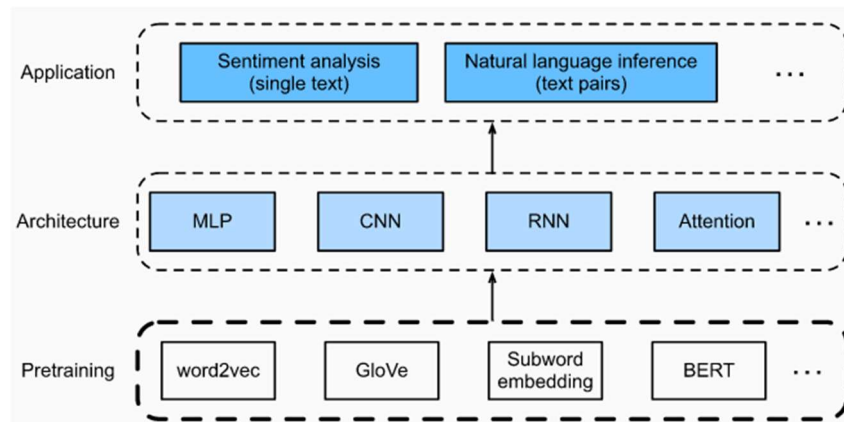 Application
Sentiment analysis
(single text)
Natural language inference
(text pairs)
...
Architecture
MLP
CNN
RNN
Attention
...
Pretraining
word2vec
GloVe
Subword
embedding
BERT
...